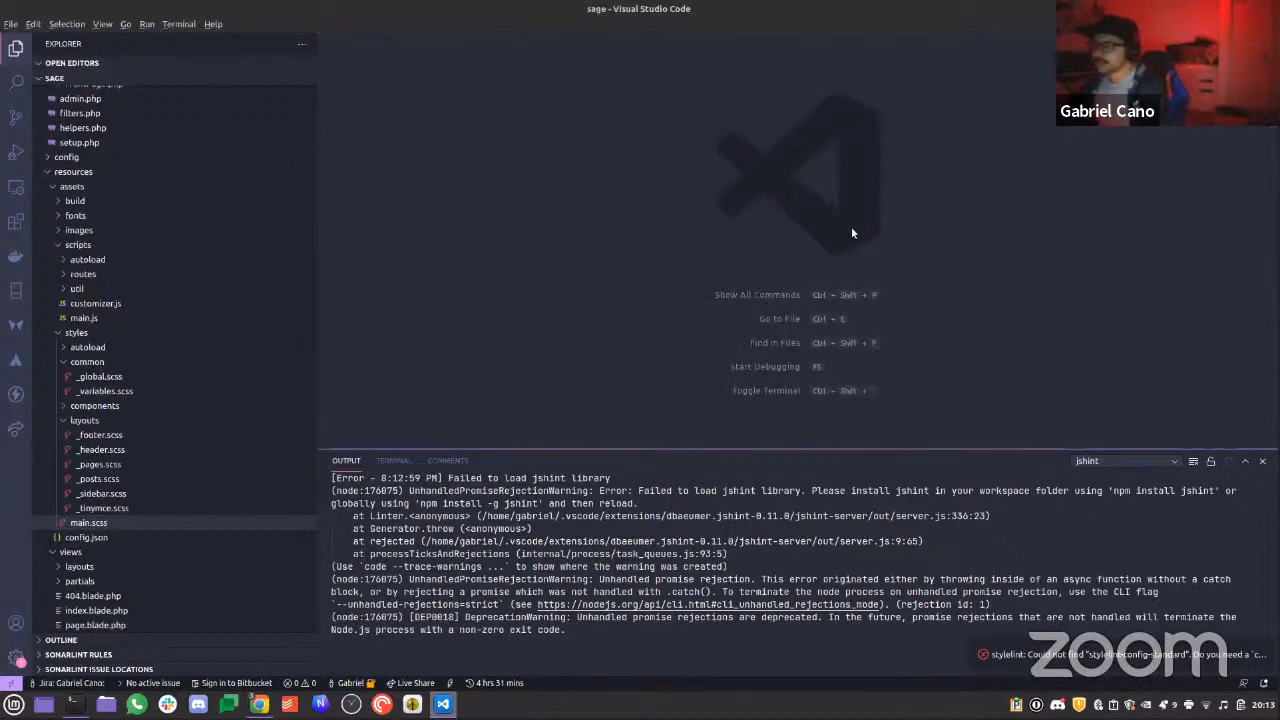 sage - Visual Studio Code
File Edit Selection View Go Run Terminal Help
EXPLORER
OPEN EDITORS
SAGE
admin.php
filters.php
helpers.php
setup.php
config
resources
assets
build
fonts
images
scripts
autoload
routes
util
customizer.js
main.js
styles
autoload
common
_global.scss
_variables.scss
components
layouts
_footer.scss
_header.scss
_pages.scss
_posts.scss
_sidebar.scss
_tinymce.scss
main.scss
config.json
views
layouts
partials
404.blade.php
index.blade.php
page.blade.php
OUTLINE
SONARLINT RULES
SONARLINT ISSUE LOCATIONS
Gabriel Cano
Show All Commands Ctrl + Shift + P
Go to File Ctrl + E
Find in Files Ctrl + Shift + F
Start Debugging F5
Toggle Terminal Ctrl + Shift +
OUTPUT TERMINAL COMMENTS jshint
[Error - 8:12:59 PM] Failed to load jshint library
(node:176075) UnhandledPromiseRejectionWarning: Error: Failed to load jshint library. Please install jshint in your workspace folder using 'npm install jshint' or
globally using 'npm install -g jshint' and then reload.
at Linter.<anonymous> (/home/gabriel/.vscode/extensions/dbaeumer.jshint-0.11.0/jshint-server/out/server.js:336:23)
at Generator.throw (<anonymous>)
at rejected (/home/gabriel/.vscode/extensions/dbaeumer.jshint-0.11.0/jshint-server/out/server.js:9:65)
at processTicksAndRejections (internal/process/task_queues.js:93:5)
(Use `code --trace-warnings ...` to show where the warning was created)
(node:176075) UnhandledPromiseRejectionWarning: Unhandled promise rejection. This error originated either by throwing inside of an async function without a catch
block, or by rejecting a promise which was not handled with .catch(). To terminate the node process on unhandled promise rejection, use the CLI flag
`--unhandled-rejections=strict` (see https://nodejs.org/api/cli.html#cli_unhandled_rejections_mode). (rejection id: 1)
(node:176075) [DEP0018] DeprecationWarning: Unhandled promise rejections are deprecated. In the future, promise rejections that are not handled will terminate the
Node.js process with a non-zero exit code.
stylelint: Could not find "stylelint-config-standard". Do you need a `c...
zoom
Jira: Gabriel Cano: No active issue Sign in to Bitbucket 0 0 Gabriel Live Share 4 hrs 31 mins
9 20:13